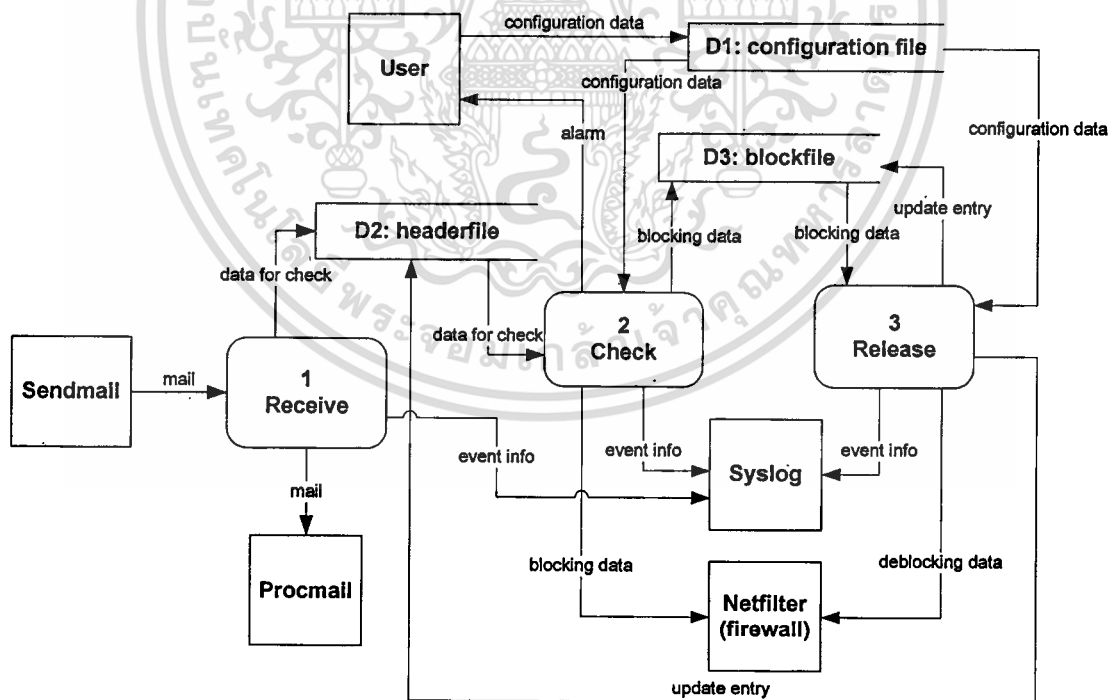 configuration data
User
D1: configuration file
configuration data
alarm
configuration data
D3: blockfile
update entry
D2: headerfile
blocking data
blocking data
data for check
data for check
2
Check
3
Release
Sendmail
mail
1
Receive
event info
event info
event info
Syslog
mail
Procmail
blocking data
deblocking data
Netfilter
(firewall)
update entry